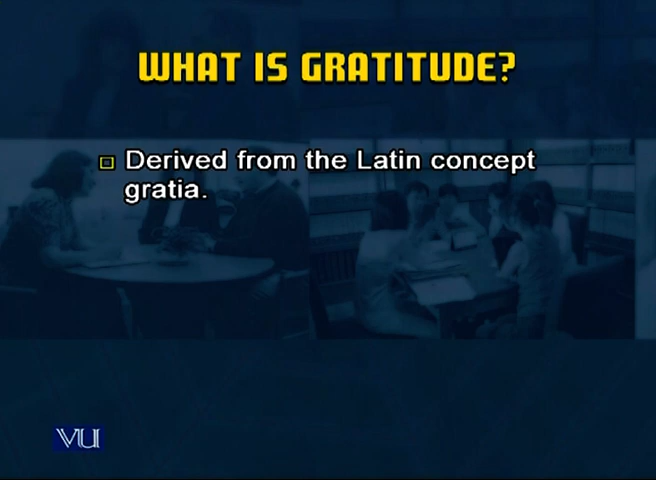 WHAT IS GRATITUDE?
Derived from the Latin concept
gratia.
VU